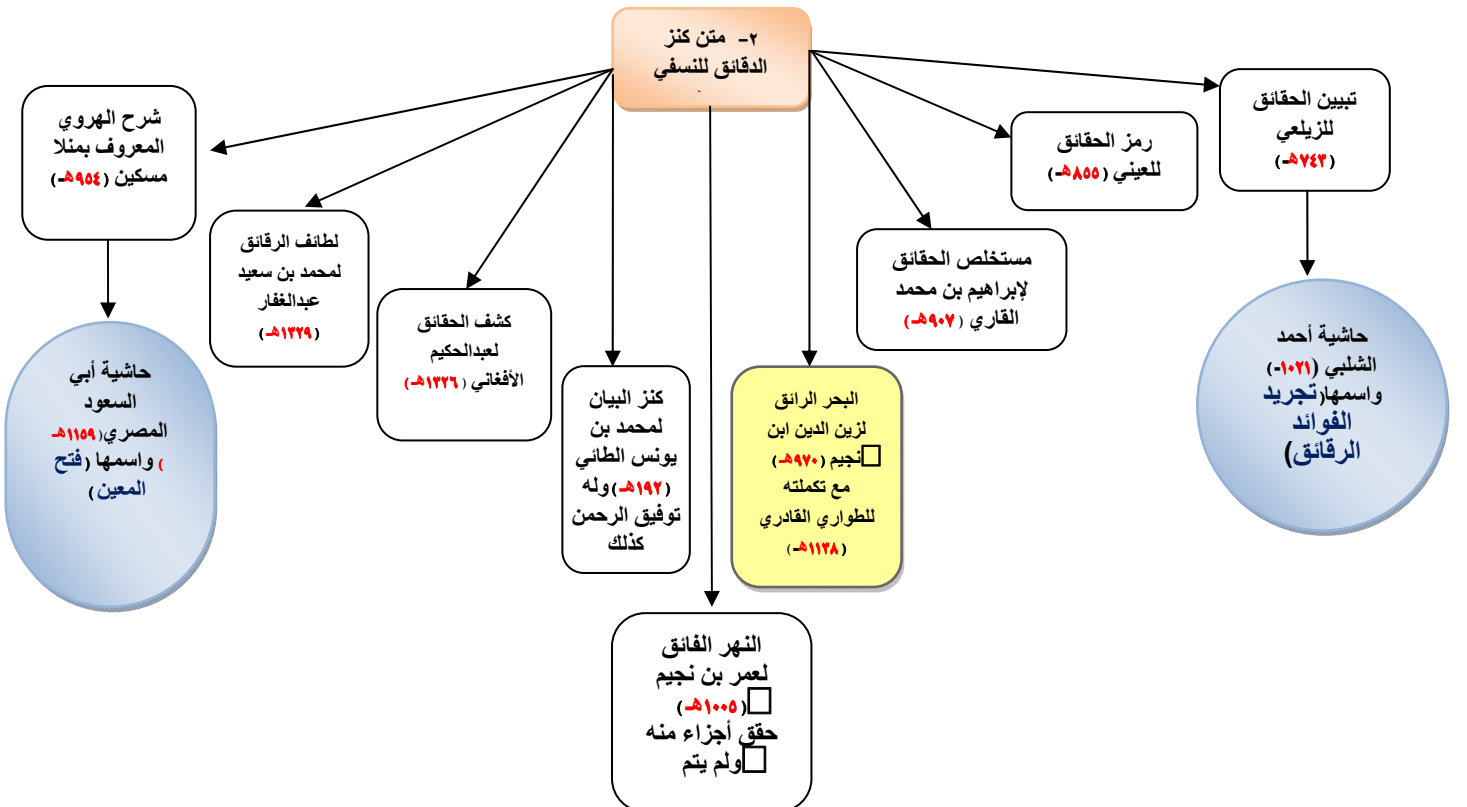 ٢- متن كنز
الدقائق للنسفي
تبيين الحقائق
للزيلعي
(٧٤٣هـ)
رمز الحقائق
للعيني (٨٥٥هـ)
مستخلص الحقائق
لإبراهيم بن محمد
القاري (٩٠٧هـ)
البحر الرائق
لزين الدين ابن
نجيم (٩٧٠هـ)
مع تكملته
للطواري القادري
(١١٣٨هـ)
النهر الفائق
لعمر بن نجيم
(١٠٠٥هـ)
حقق أجزاء منه
ولم يتم
كنز البيان
لمحمد بن
يونس الطائي
(١٩٢هـ) وله
توفيق الرحمن
كذلك
كشف الحقائق
لعبدالحكيم
الأفغاني (١٣٢٦هـ)
لطائف الرقائق
لمحمد بن سعيد
عبدالغفار
(١٣٢٩هـ)
شرح الهروي
المعروف بمنلا
مسكين (٩٥٤هـ)
حاشية أحمد
الشلبي (١٠٢١-)
واسمها(تجريد
الفوائد
الرقائق)
حاشية أبي
السعود
المصري(١١٥٩هـ
) واسمها (فتح
المعين)